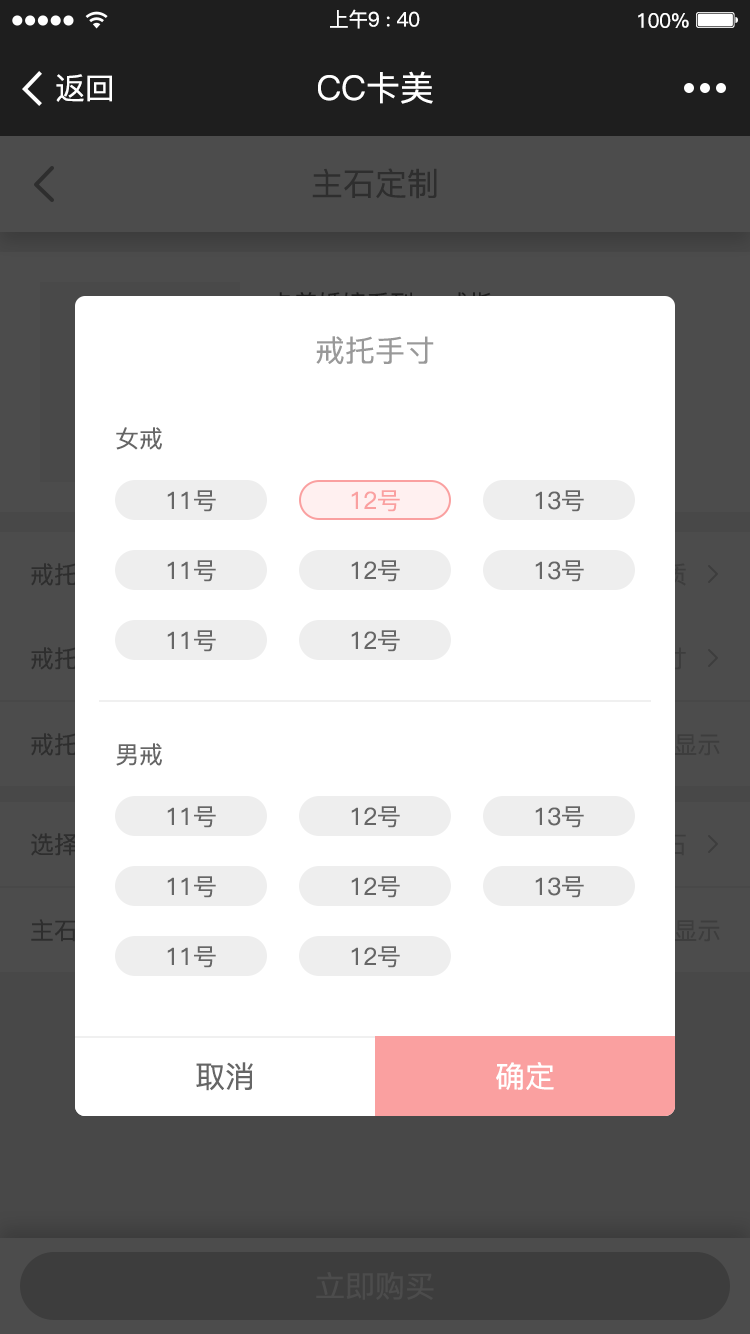 上午9 : 40
100%
返回
CC卡美
主石定制
戒托手寸
女戒
11号
12号
13号
11号
12号
13号
11号
12号
男戒
11号
12号
13号
11号
12号
13号
11号
12号
取消
确定
戒托
戒托
寸
戒托
显示
选择
石
主石
显示
立即购买